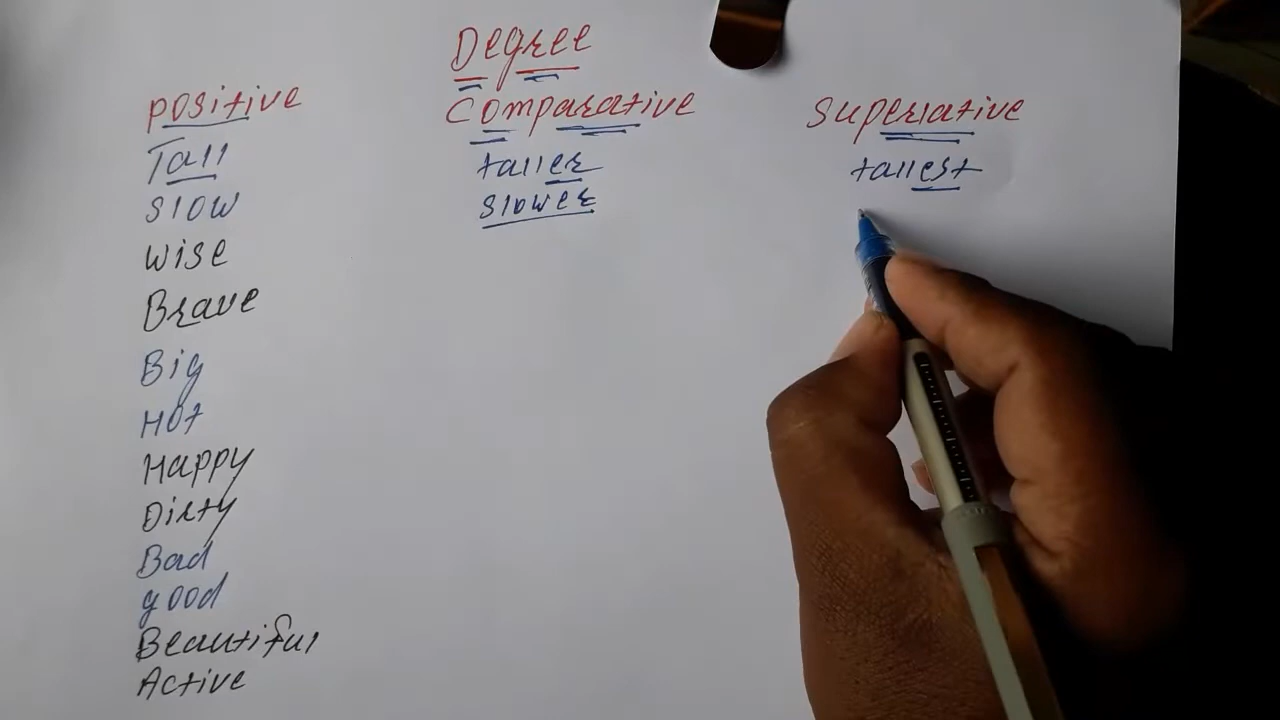 Degree
Positive Comparative Superlative
Tall taller tallest
Slow Slower
Wise
Brave
Big
Hot
Happy
Dirty
Bad
good
Beautiful
Active